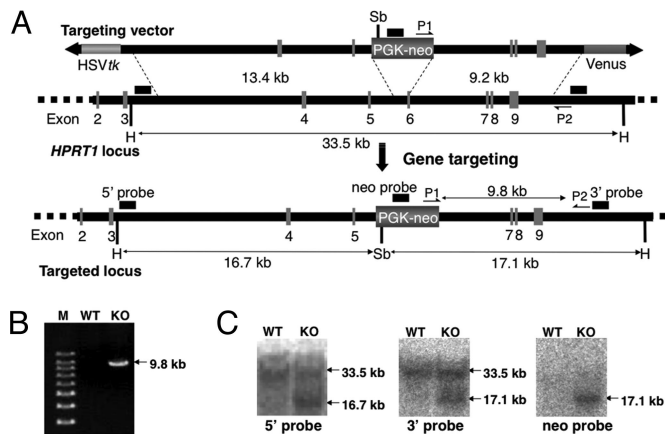 A
Targeting vector
Sb
P1
PGK-neo
HSVtk
Venus
13.4 kb
9.2 kb
Exon 2 3 4 5 6 7 8 9 P2
H H
HPRT1 locus
33.5 kb
Gene targeting
5' probe
neo probe P1
9.8 kb
P2 3' probe
PGK-neo
Exon 2 3 4 5 7 8 9
H Sb H
Targeted locus
16.7 kb
17.1 kb
B
M WT KO
9.8 kb
C
WT KO
33.5 kb
16.7 kb
5' probe
WT KO
33.5 kb
17.1 kb
3' probe
WT KO
17.1 kb
neo probe